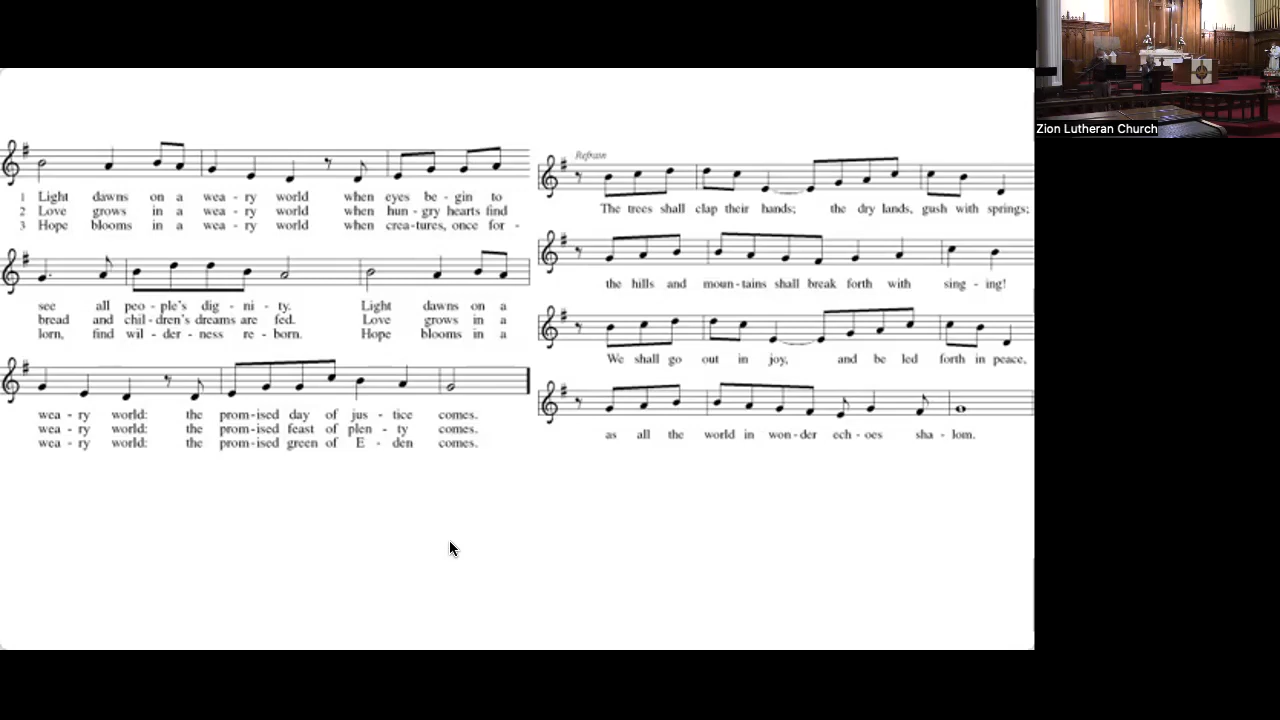 1 Light dawns on a wea - ry world when eyes be - gin to
2 Love grows in a wea - ry world when hun - gry hearts find
3 Hope blooms in a wea - ry world when crea - tures, once for -
see all peo - ple's dig - ni - ty. Light dawns on a
bread and chil - dren's dreams are fed. Love grows in a
lorn, find wil - der - ness re - born. Hope blooms in a
wea - ry world: the prom - ised day of jus - tice comes.
wea - ry world: the prom - ised feast of plen - ty comes.
wea - ry world: the prom - ised green of E - den comes.
Refrain
The trees shall clap their hands; the dry lands, gush with springs;
the hills and moun - tains shall break forth with sing - ing!
We shall go out in joy, and be led forth in peace,
as all the world in won - der ech - oes sha - lom.
Zion Lutheran Church